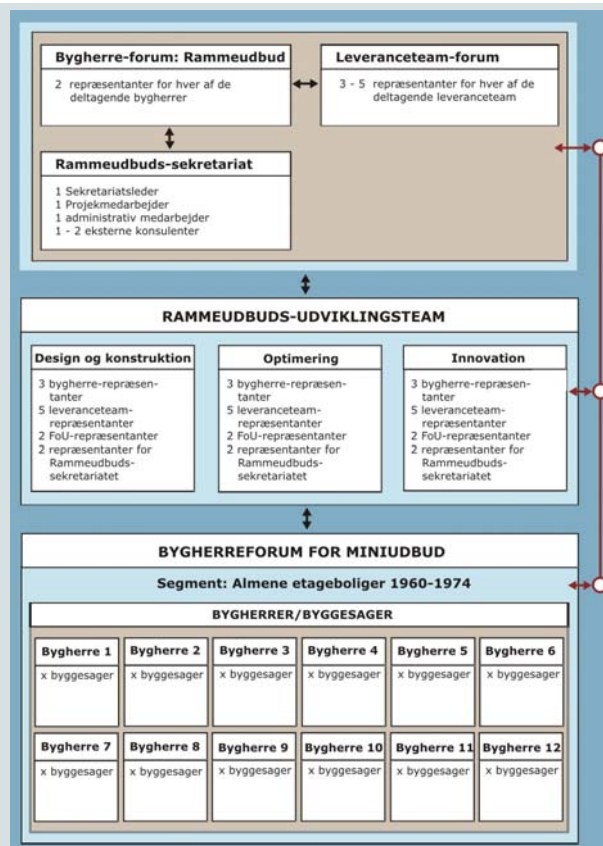 Bygherre-forum: Rammeudbud
2 repræsentanter for hver af de
deltagende bygherrer
Leveranceteam-forum
3 - 5 repræsentanter for hver af de
deltagende leveranceteam
Rammeudbuds-sekretariat
1 Sekretariatsleder
1 Projekmedarbejder
1 administrativ medarbejder
1 - 2 eksterne konsulenter
RAMMEUDBUDS-UDVIKLINGSTEAM
Design og konstruktion
3 bygherre-repræsen-
tanter
5 leveranceteam-
repræsentanter
2 FoU-repræsentanter
2 repræsentanter for
Rammeudbuds-
sekretariatet
Optimering
3 bygherre-repræsen-
tanter
5 leveranceteam-
repræsentanter
2 FoU-repræsentanter
2 repræsentanter for
Rammeudbuds-
sekretariatet
Innovation
3 bygherre-repræsen-
tanter
5 leveranceteam-
repræsentanter
2 FoU-repræsentanter
2 repræsentanter for
Rammeudbuds-
sekretariatet
BYGHERREFORUM FOR MINIUDBUD
Segment: Almene etageboliger 1960-1974
BYGHERRER/BYGGESAGER
Bygherre 1
x byggesager
Bygherre 2
x byggesager
Bygherre 3
x byggesager
Bygherre 4
x byggesager
Bygherre 5
x byggesager
Bygherre 6
x byggesager
Bygherre 7
x byggesager
Bygherre 8
x byggesager
Bygherre 9
x byggesager
Bygherre 10
x byggesager
Bygherre 11
x byggesager
Bygherre 12
x byggesager